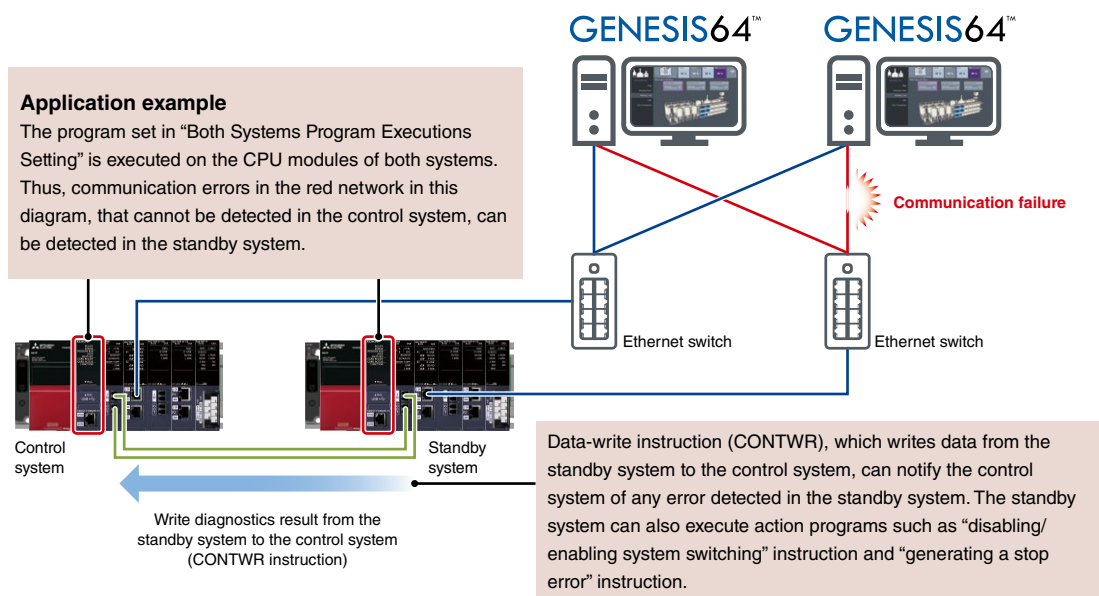 GENESIS64™
GENESIS64™
Application example
The program set in “Both Systems Program Executions
Setting” is executed on the CPU modules of both systems.
Thus, communication errors in the red network in this
diagram, that cannot be detected in the control system, can
be detected in the standby system.
Communication failure
Ethernet switch
Ethernet switch
Control
system
Standby
system
Write diagnostics result from the
standby system to the control system
(CONTWR instruction)
Data-write instruction (CONTWR), which writes data from the
standby system to the control system, can notify the control
system of any error detected in the standby system. The standby
system can also execute action programs such as “disabling/
enabling system switching” instruction and “generating a stop
error” instruction.